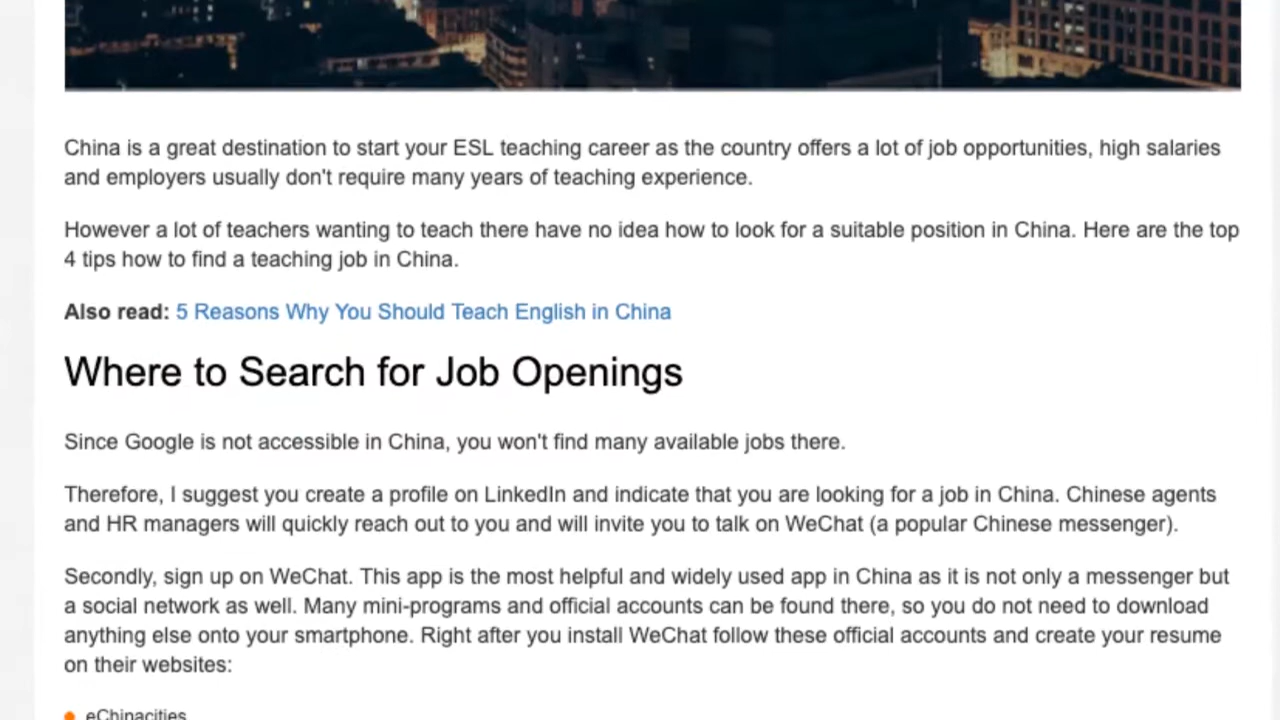 China is a great destination to start your ESL teaching career as the country offers a lot of job opportunities, high salaries
and employers usually don't require many years of teaching experience.
However a lot of teachers wanting to teach there have no idea how to look for a suitable position in China. Here are the top
4 tips how to find a teaching job in China.
Also read: 5 Reasons Why You Should Teach English in China
Where to Search for Job Openings
Since Google is not accessible in China, you won't find many available jobs there.
Therefore, I suggest you create a profile on LinkedIn and indicate that you are looking for a job in China. Chinese agents
and HR managers will quickly reach out to you and will invite you to talk on WeChat (a popular Chinese messenger).
Secondly, sign up on WeChat. This app is the most helpful and widely used app in China as it is not only a messenger but
a social network as well. Many mini-programs and official accounts can be found there, so you do not need to download
anything else onto your smartphone. Right after you install WeChat follow these official accounts and create your resume
on their websites:
eChinacities